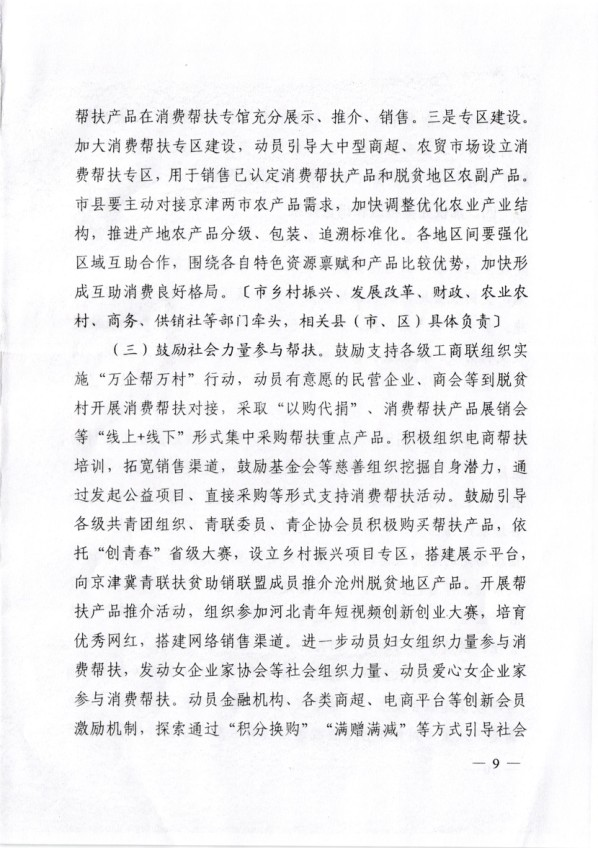 帮扶产品在消费帮扶专馆充分展示、推介、销售。三是专区建设。
加大消费帮扶专区建设，动员引导大中型商超、农贸市场设立消
费帮扶专区，用于销售已认定消费帮扶产品和脱贫地区农副产品。
市县要主动对接京津两市农产品需求，加快调整优化农业产业结
构，推进产地农产品分级、包装、追溯标准化。各地区间要强化
区域互助合作，围绕各自特色资源禀赋和产品比较优势，加快形
成互助消费良好格局。〔市乡村振兴、发展改革、财政、农业农
村、商务、供销社等部门牵头，相关县（市、区）具体负责〕
（三）鼓励社会力量参与帮扶。鼓励支持各级工商联组织实
施“万企帮万村”行动，动员有意愿的民营企业、商会等到脱贫
村开展消费帮扶对接，采取“以购代捐”、消费帮扶产品展销会
等“线上+线下”形式集中采购帮扶重点产品。积极组织电商帮扶
培训，拓宽销售渠道，鼓励基金会等慈善组织挖掘自身潜力，通
过发起公益项目、直接采购等形式支持消费帮扶活动。鼓励引导
各级共青团组织、青联委员、青企协会员积极购买帮扶产品，依
托“创青春”省级大赛，设立乡村振兴项目专区，搭建展示平台，
向京津冀青联扶贫助销联盟成员推介沧州脱贫地区产品。开展帮
扶产品推介活动，组织参加河北青年短视频创新创业大赛，培育
优秀网红，搭建网络销售渠道。进一步动员妇女组织力量参与消
费帮扶，发动女企业家协会等社会组织力量、动员爱心女企业家
参与消费帮扶。动员金融机构、各类商超、电商平台等创新会员
激励机制，探索通过“积分换购”“满赠满减”等方式引导社会
— 9 —